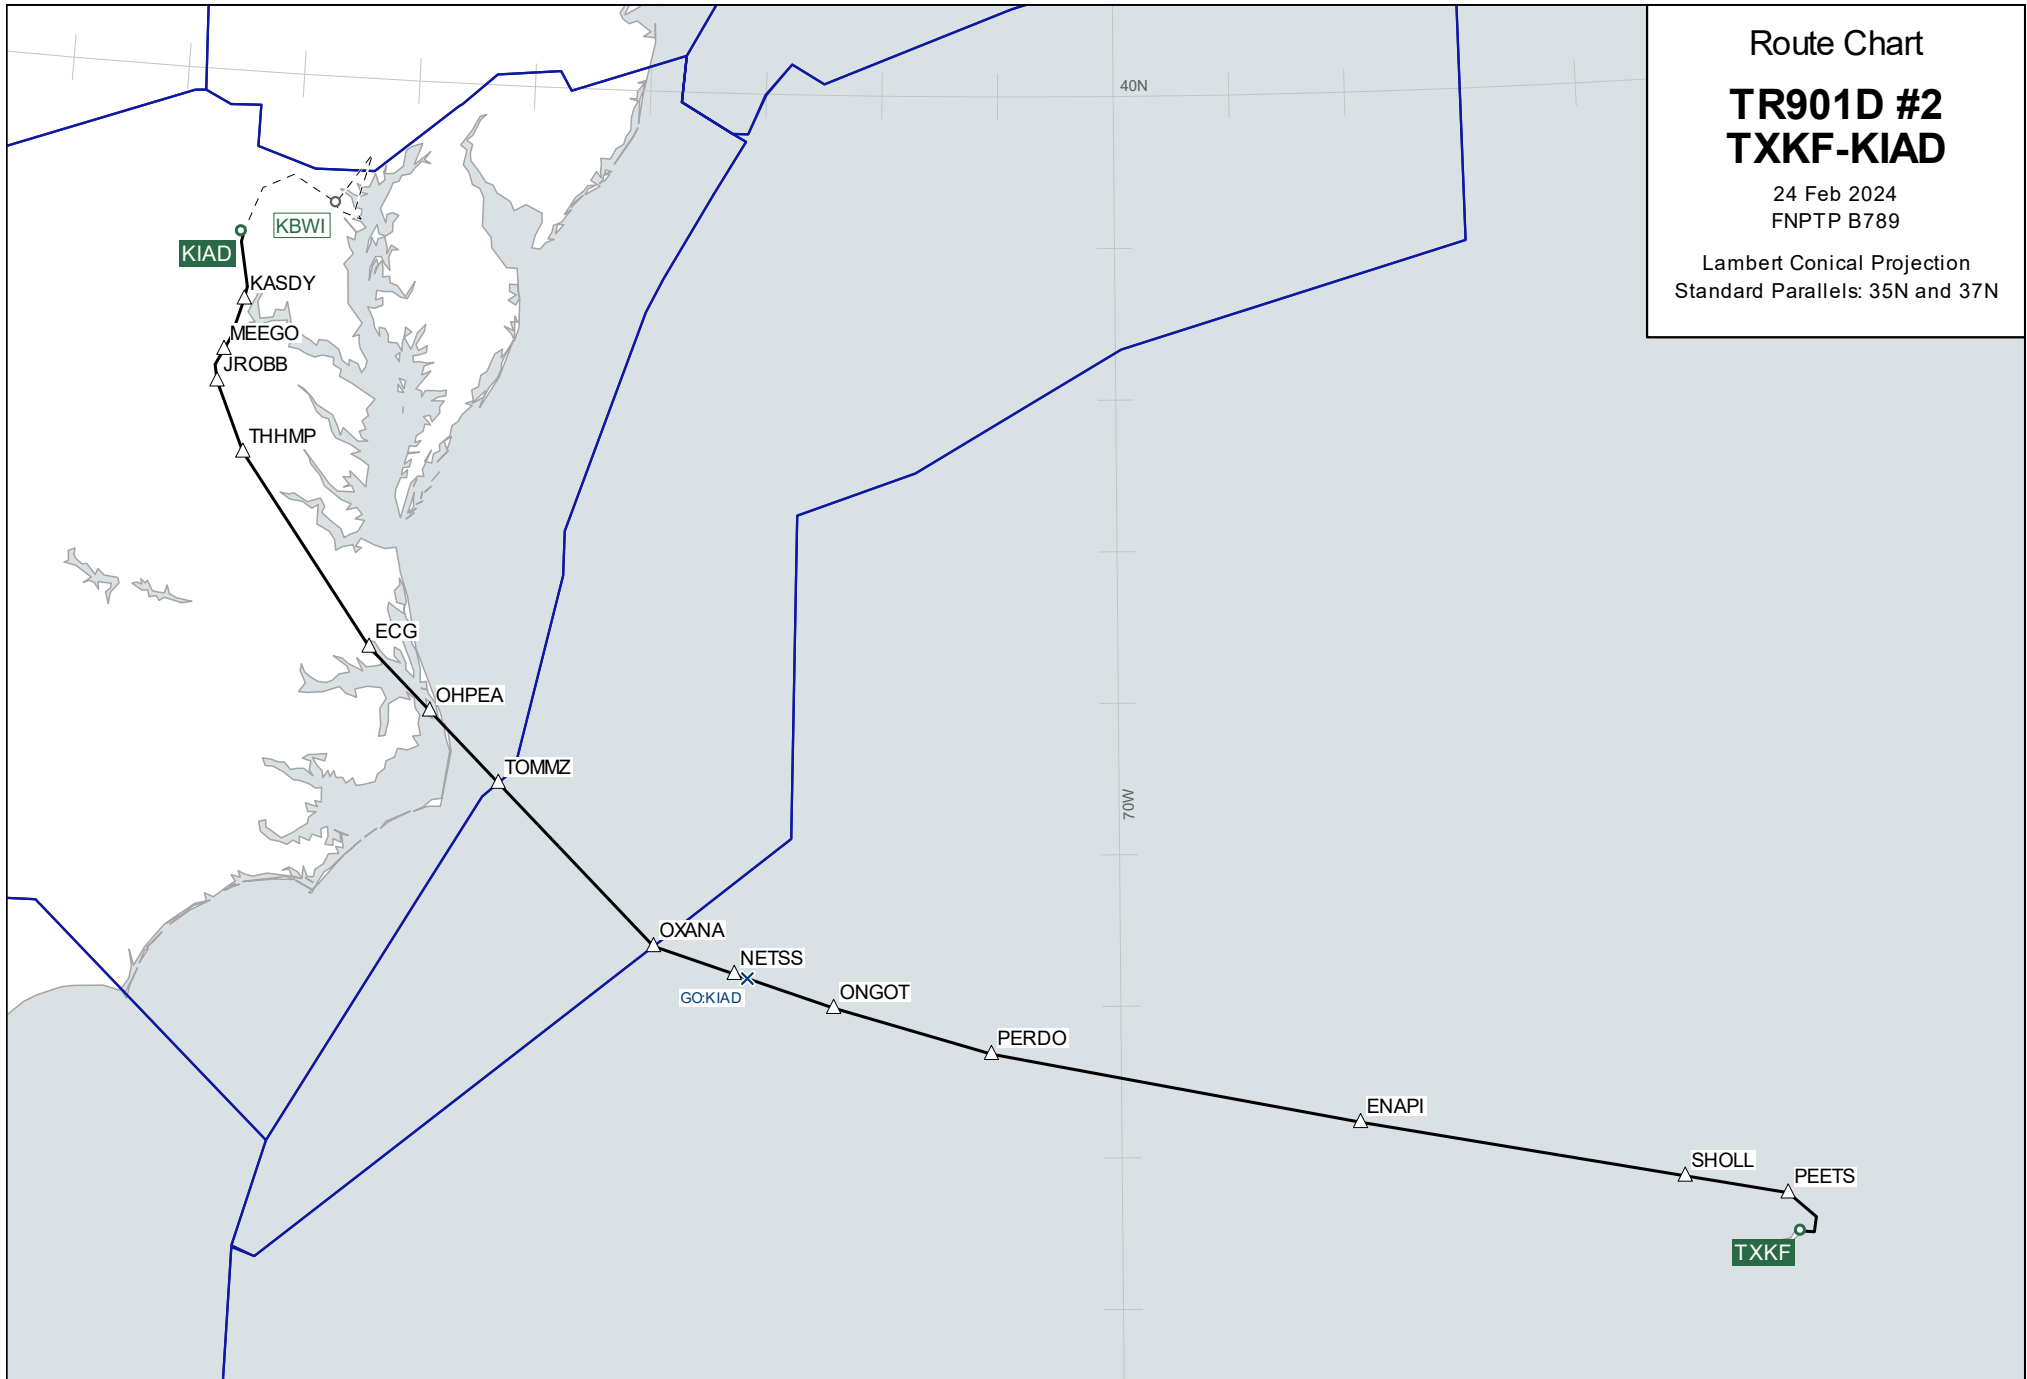 Route Chart
TR901D #2
TXKF-KIAD
24 Feb 2024
FNPTP B789
Lambert Conical Projection
Standard Parallels: 35N and 37N
40N
KBWI
KIAD
KASDY
MEEGO
JROBB
THHMP
ECG
OHPEA
TOMMZ
70W
OXANA
NETSS
GO:KIAD
ONGOT
PERDO
ENAPI
SHOLL
PEETS
TXKF